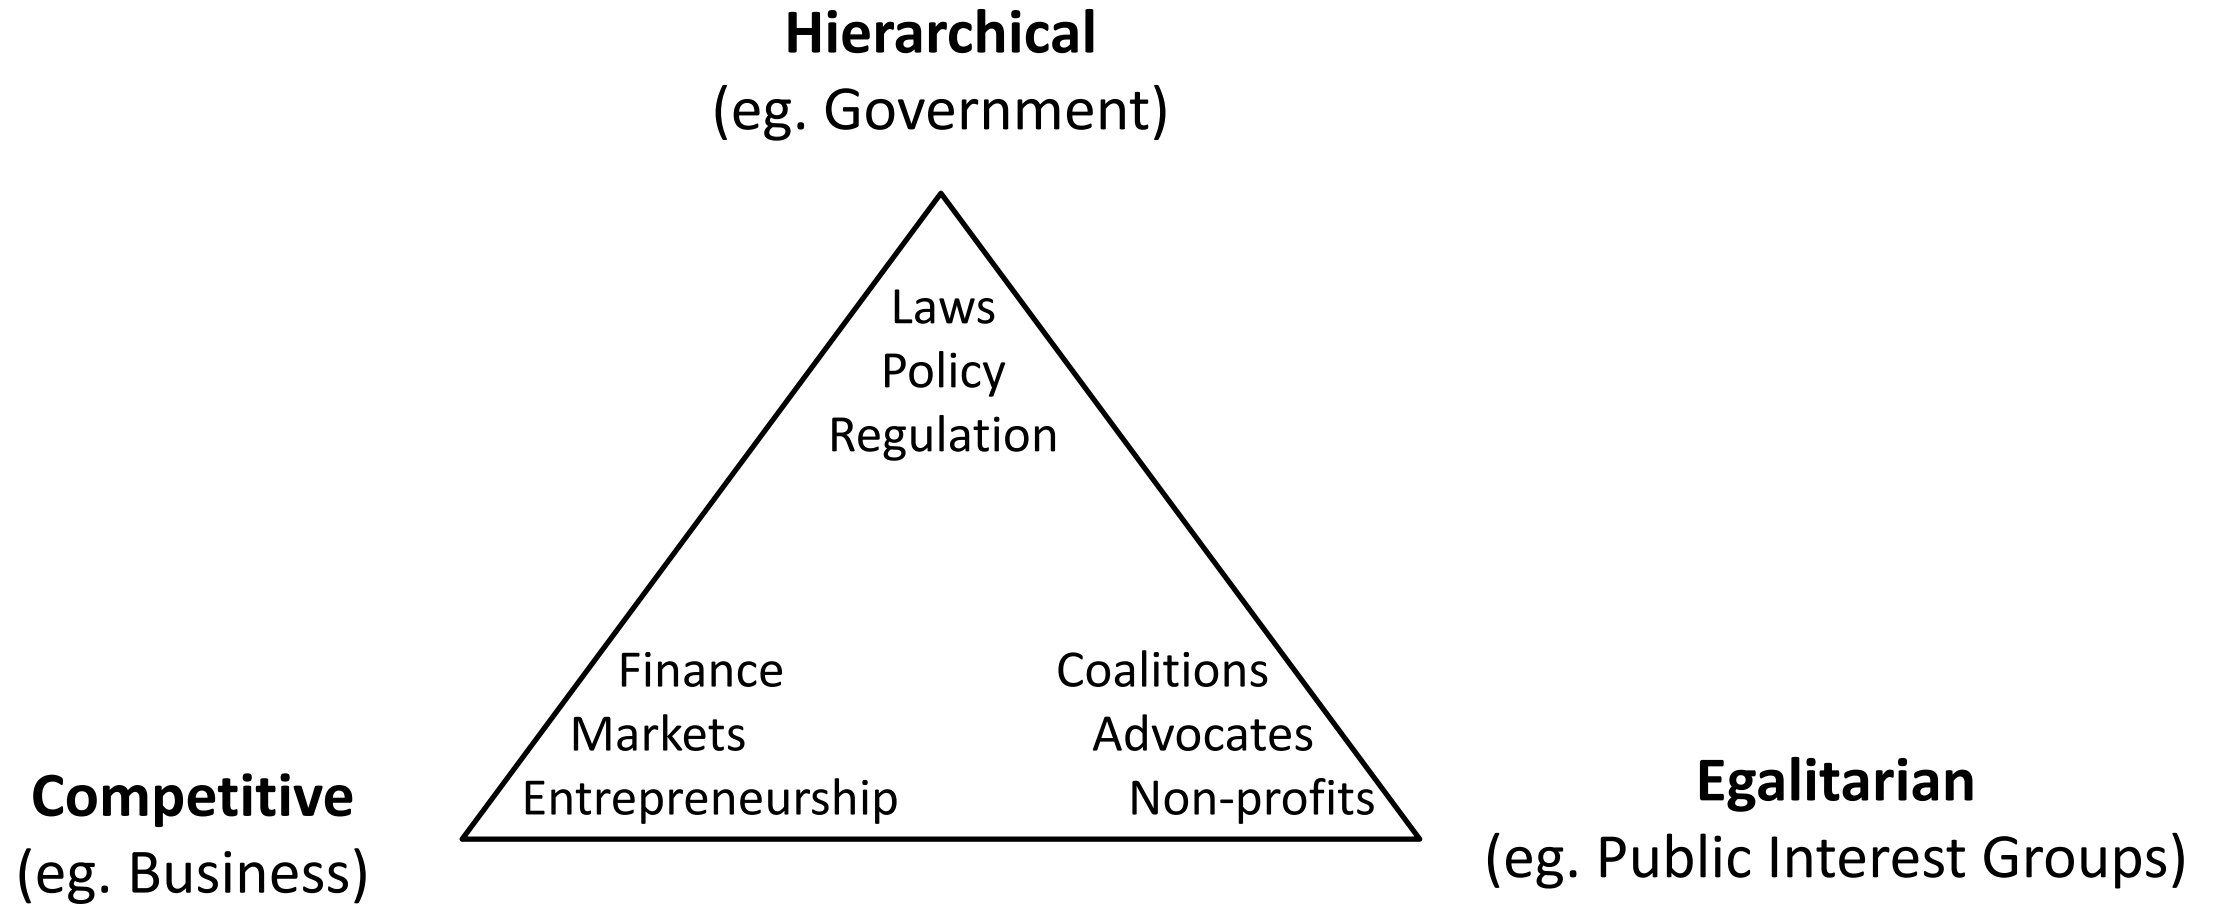 Hierarchical
(eg. Government)
Laws
Policy
Regulation
Finance
Markets
Entrepreneurship
Coalitions
Advocates
Non-profits
Competitive
(eg. Business)
Egalitarian
(eg. Public Interest Groups)